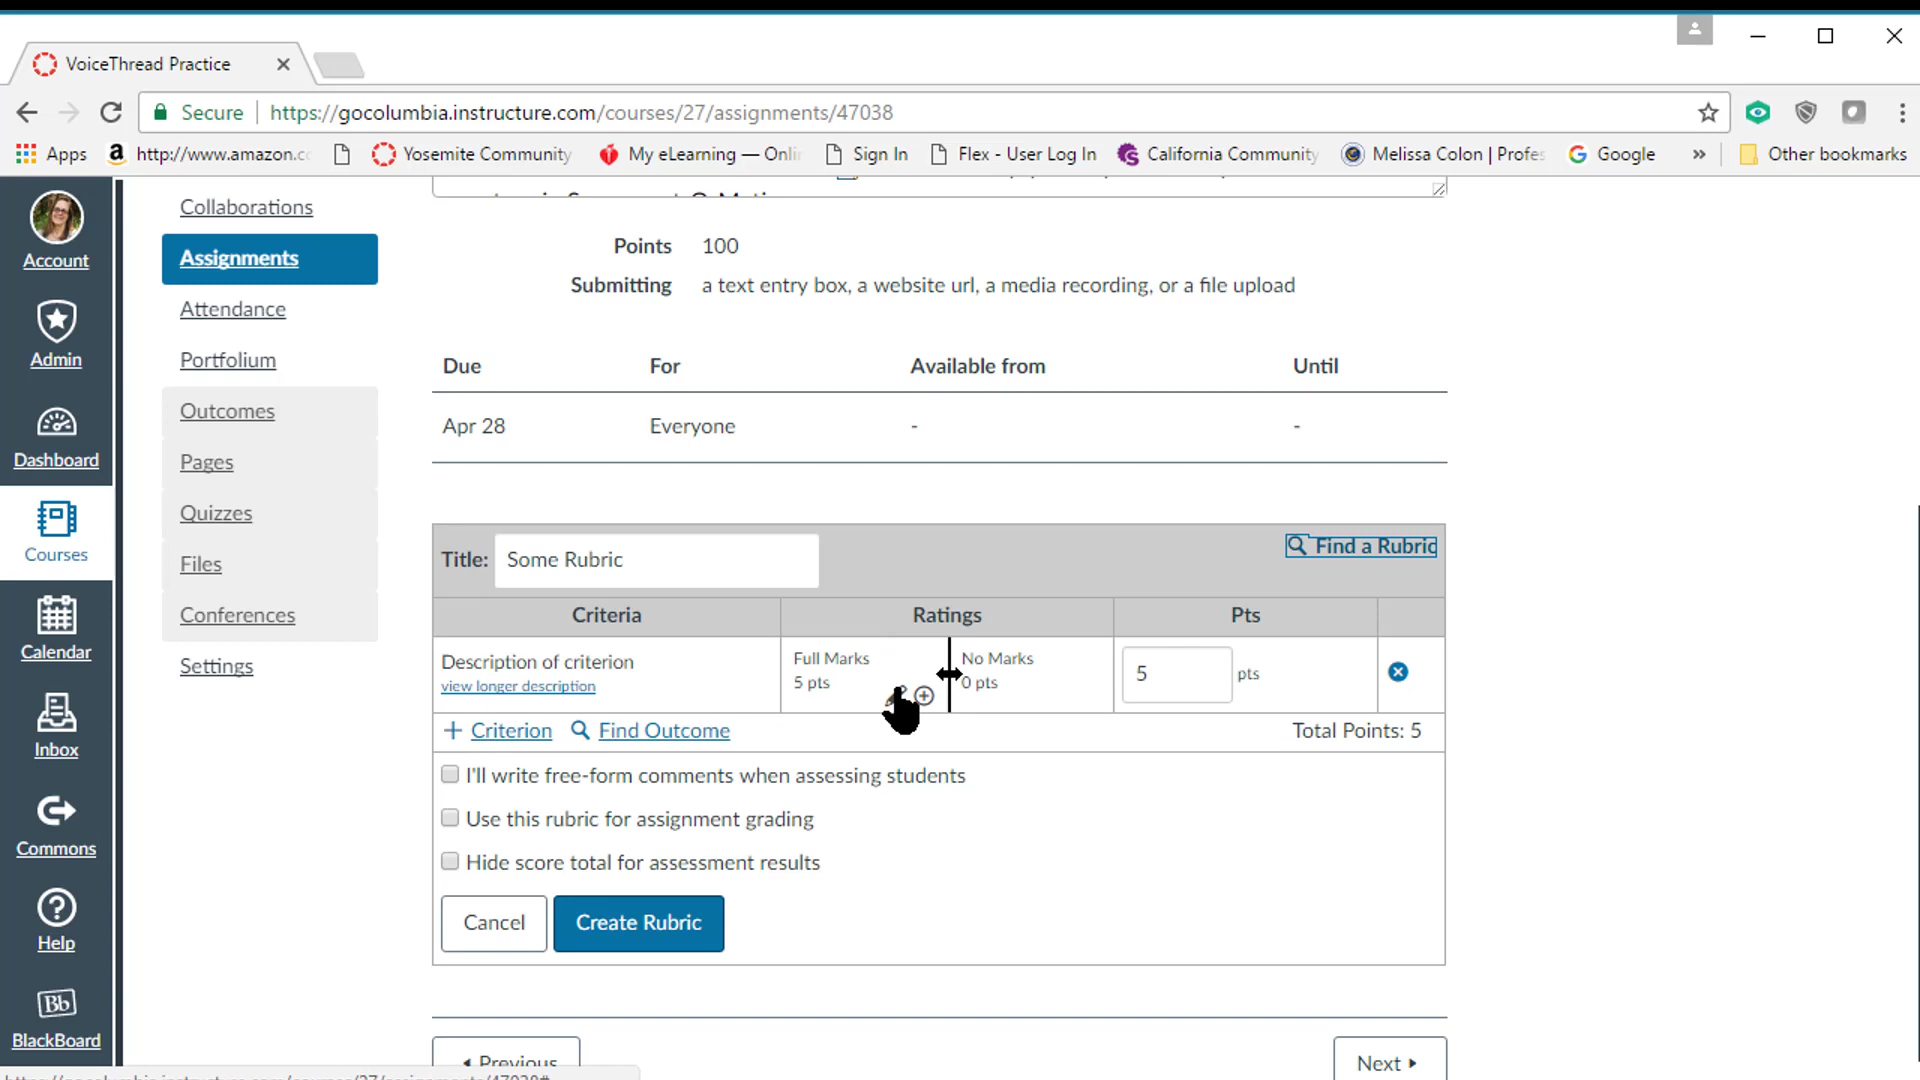 VoiceThread Practice
Secure https://gocolumbia.instructure.com/courses/27/assignments/47038
Apps http://www.amazon.c Yosemite Community My eLearning — Onli Sign In Flex - User Log In California Community Melissa Colon | Profes Google » Other bookmarks
Account
Admin
Dashboard
Courses
Calendar
Inbox
Commons
Help
Bb
BlackBoard
Collaborations
Assignments
Attendance
Portfolium
Outcomes
Pages
Quizzes
Files
Conferences
Settings
Points 100
Submitting a text entry box, a website url, a media recording, or a file upload
Due For Available from Until
Apr 28 Everyone - -
Title: Some Rubric Find a Rubric
Criteria Ratings Pts
Description of criterion
view longer description
Full Marks
5 pts
No Marks
0 pts
5 pts
+ Criterion Find Outcome Total Points: 5
I'll write free-form comments when assessing students
Use this rubric for assignment grading
Hide score total for assessment results
Cancel Create Rubric
Previous Next